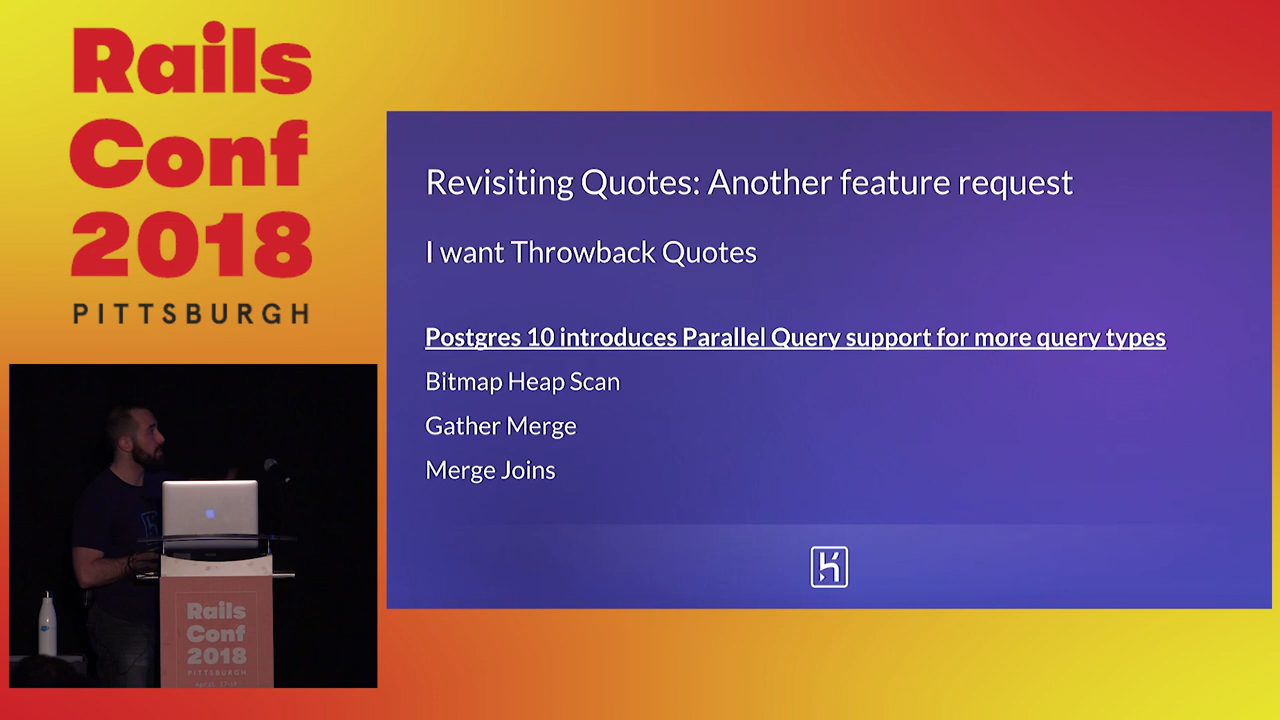 Rails
Conf
2018
PITTSBURGH
Revisiting Quotes: Another feature request
I want Throwback Quotes
Postgres 10 introduces Parallel Query support for more query types
Bitmap Heap Scan
Gather Merge
Merge Joins
Rails
Conf
2018
PITTSBURGH